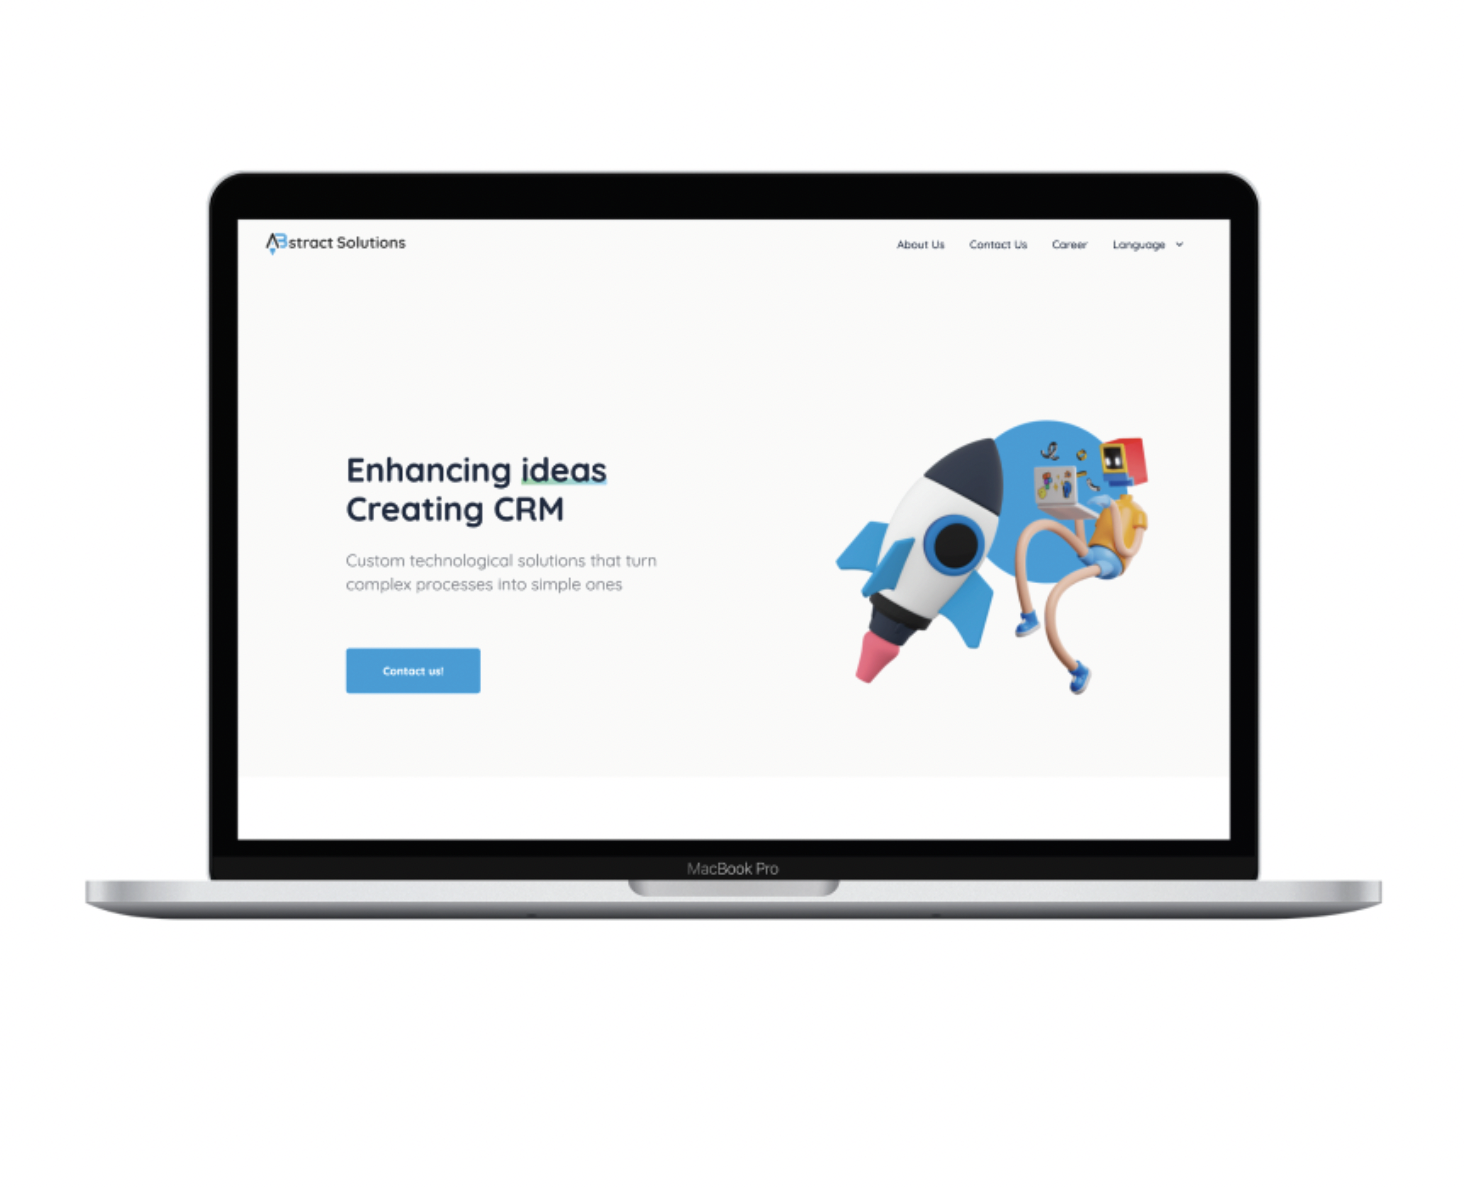 ABstract Solutions
About Us
Contact Us
Career
Language
Enhancing ideas
Creating CRM
Custom technological solutions that turn
complex processes into simple ones
Contact us!
MacBook Pro